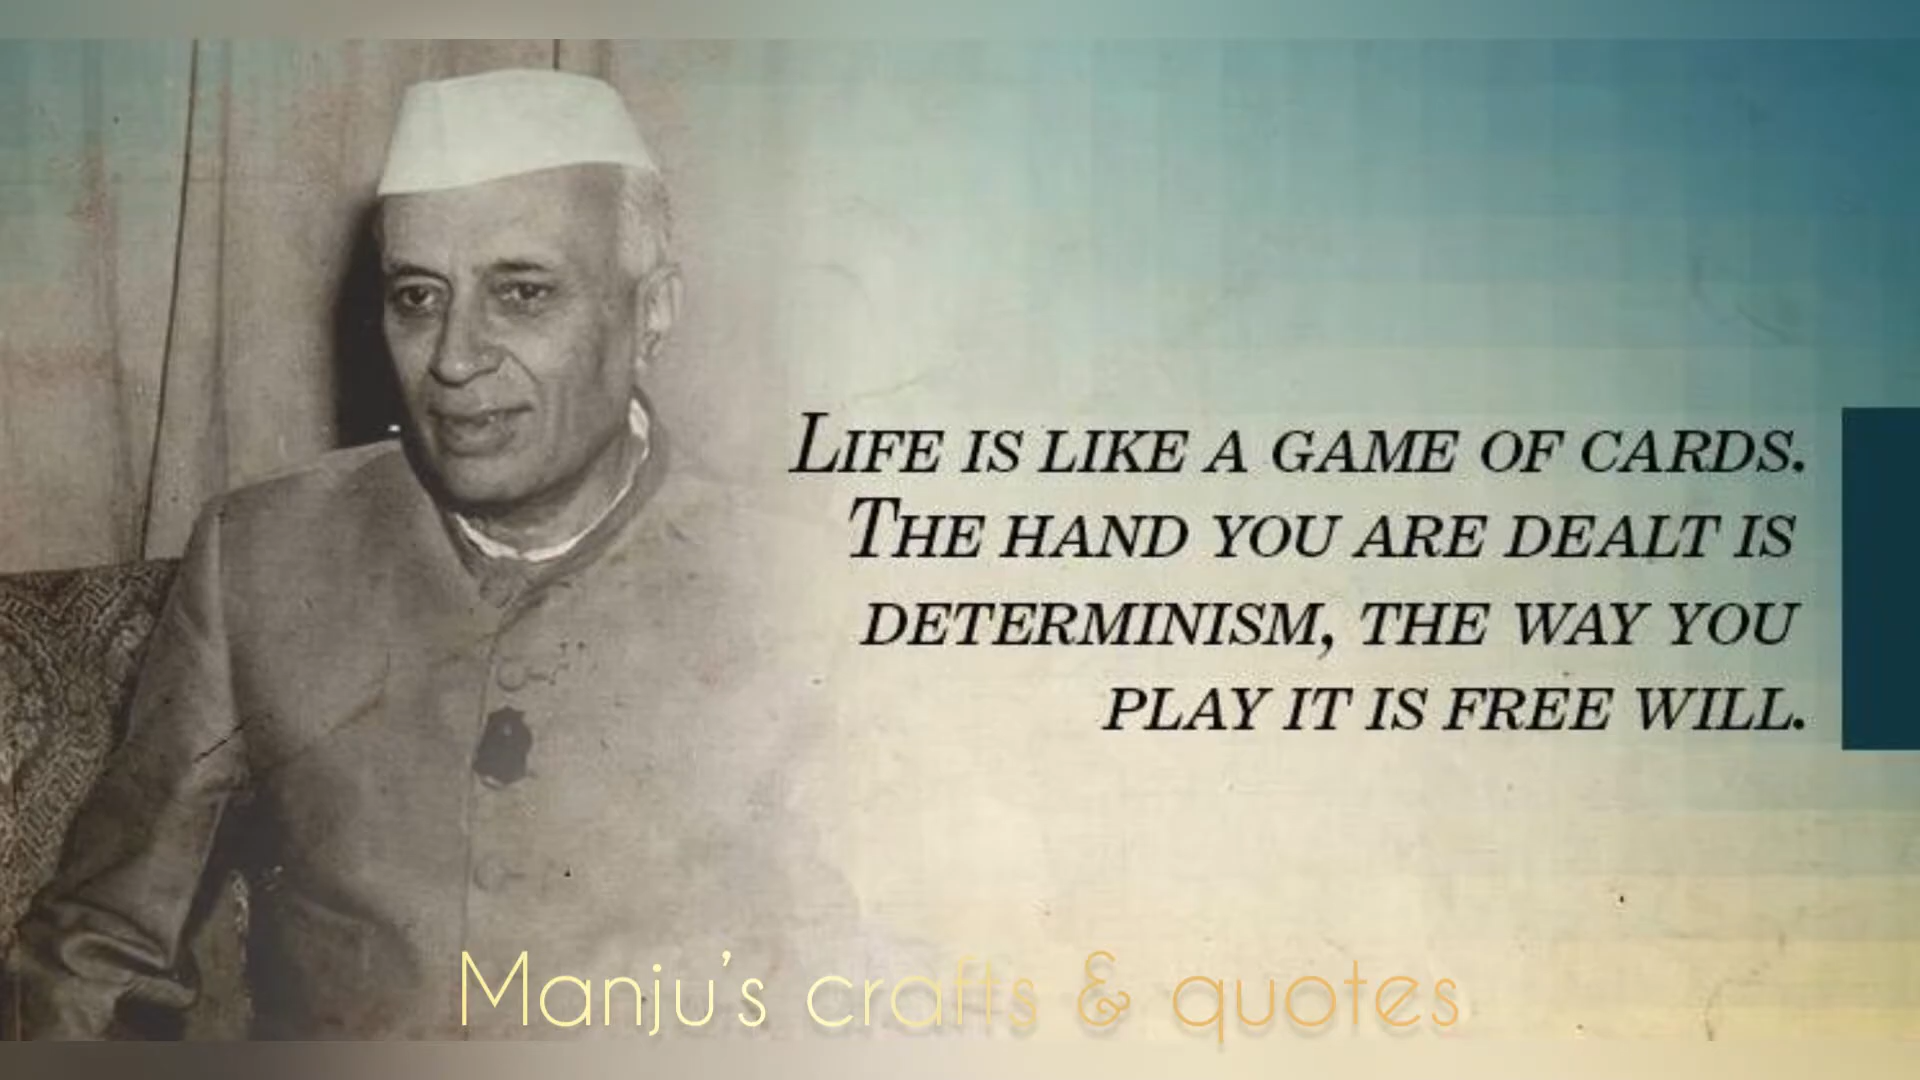 LIFE IS LIKE A GAME OF CARDS.
THE HAND YOU ARE DEALT IS
DETERMINISM, THE WAY YOU
PLAY IT IS FREE WILL.
Manju's crafts & quotes